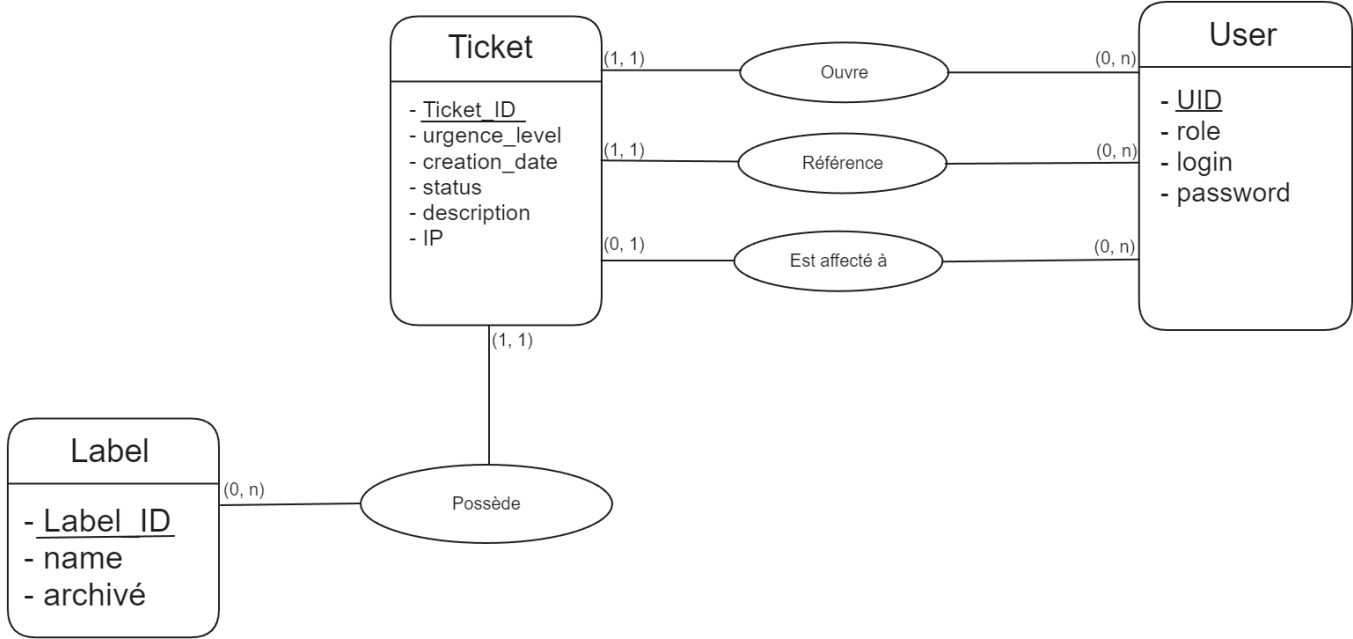 Ticket
- Ticket_ID
- urgence_level
- creation_date
- status
- description
- IP
(1, 1)
Ouvre
(0, n)
(1, 1)
Référence
(0, n)
(0, 1)
Est affecté à
(0, n)
User
- UID
- role
- login
- password
(1, 1)
Possède
(0, n)
Label
- Label_ID
- name
- archivé